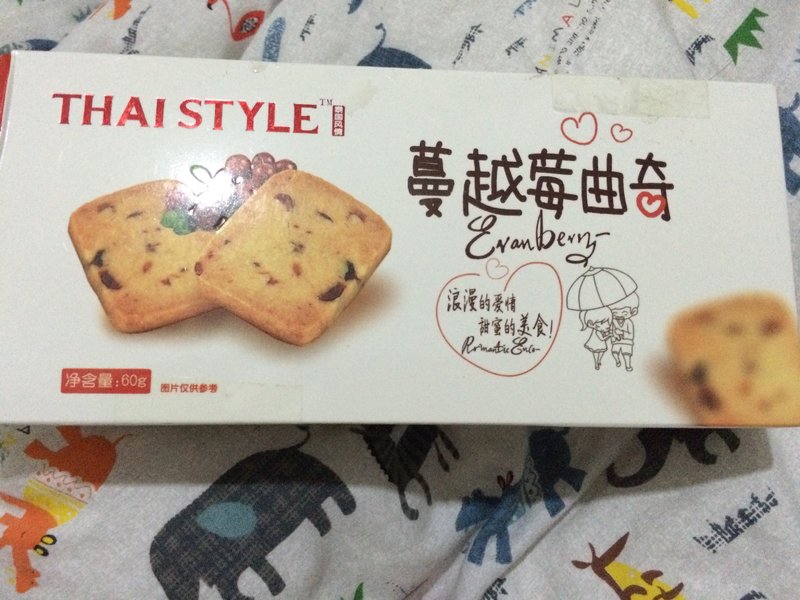 THAI STYLE™ 泰国风情
蔓越莓曲奇
Cranberry
浪漫的爱情
甜蜜的美食!
Romantic
净含量:60g
图片仅供参考